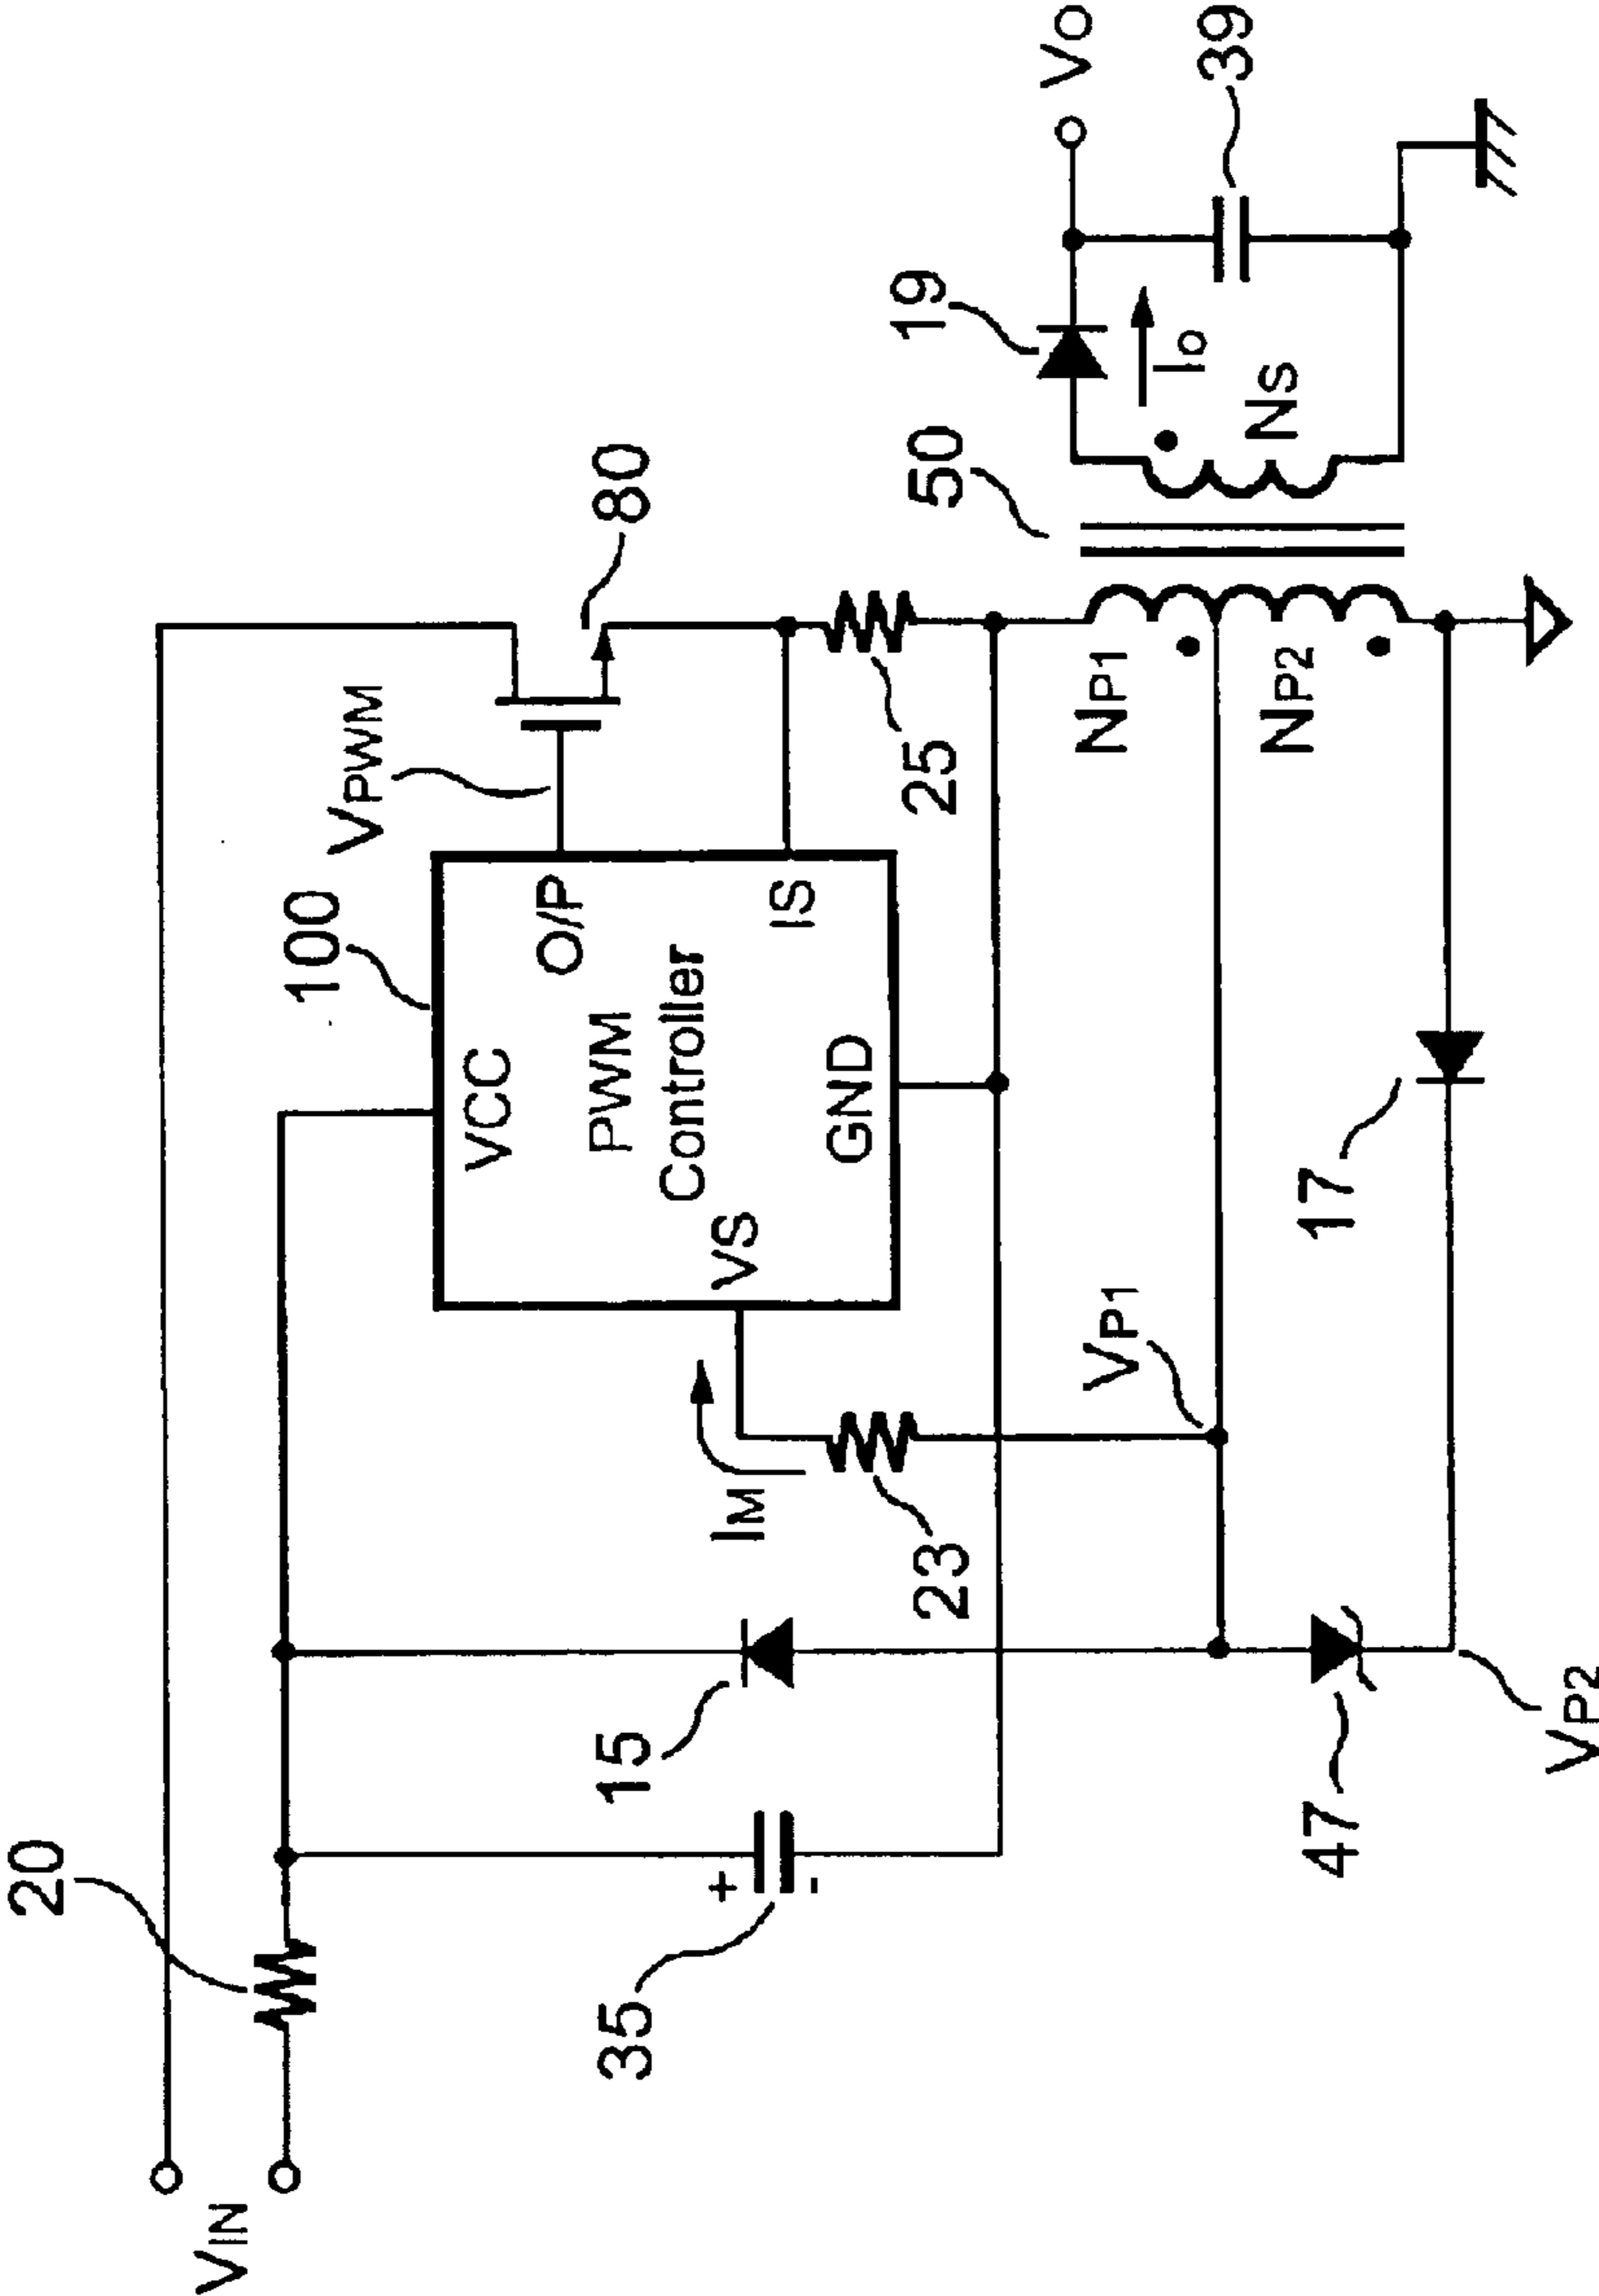 VIN
20
35
+
-
15
47
VP2
23
IM
VP1
17
100
VCC
VS
PWM
Controller
O/P
IS
GND
VPWM
80
25
NP1
NP2
50
NS
19
IO
VO
39